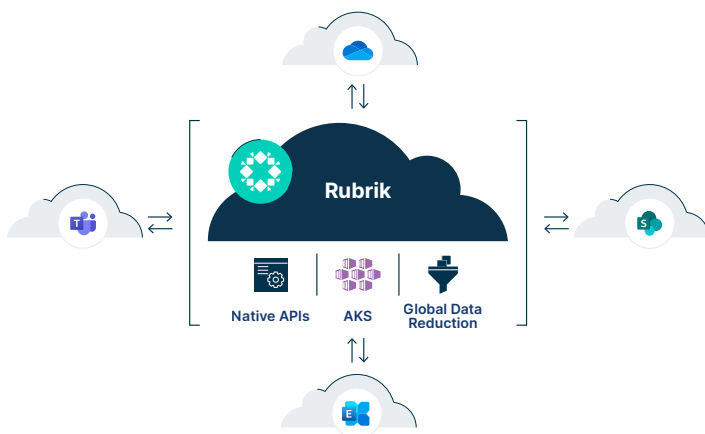 Rubrik
T
S
Native APIs
AKS
Global Data
Reduction
E